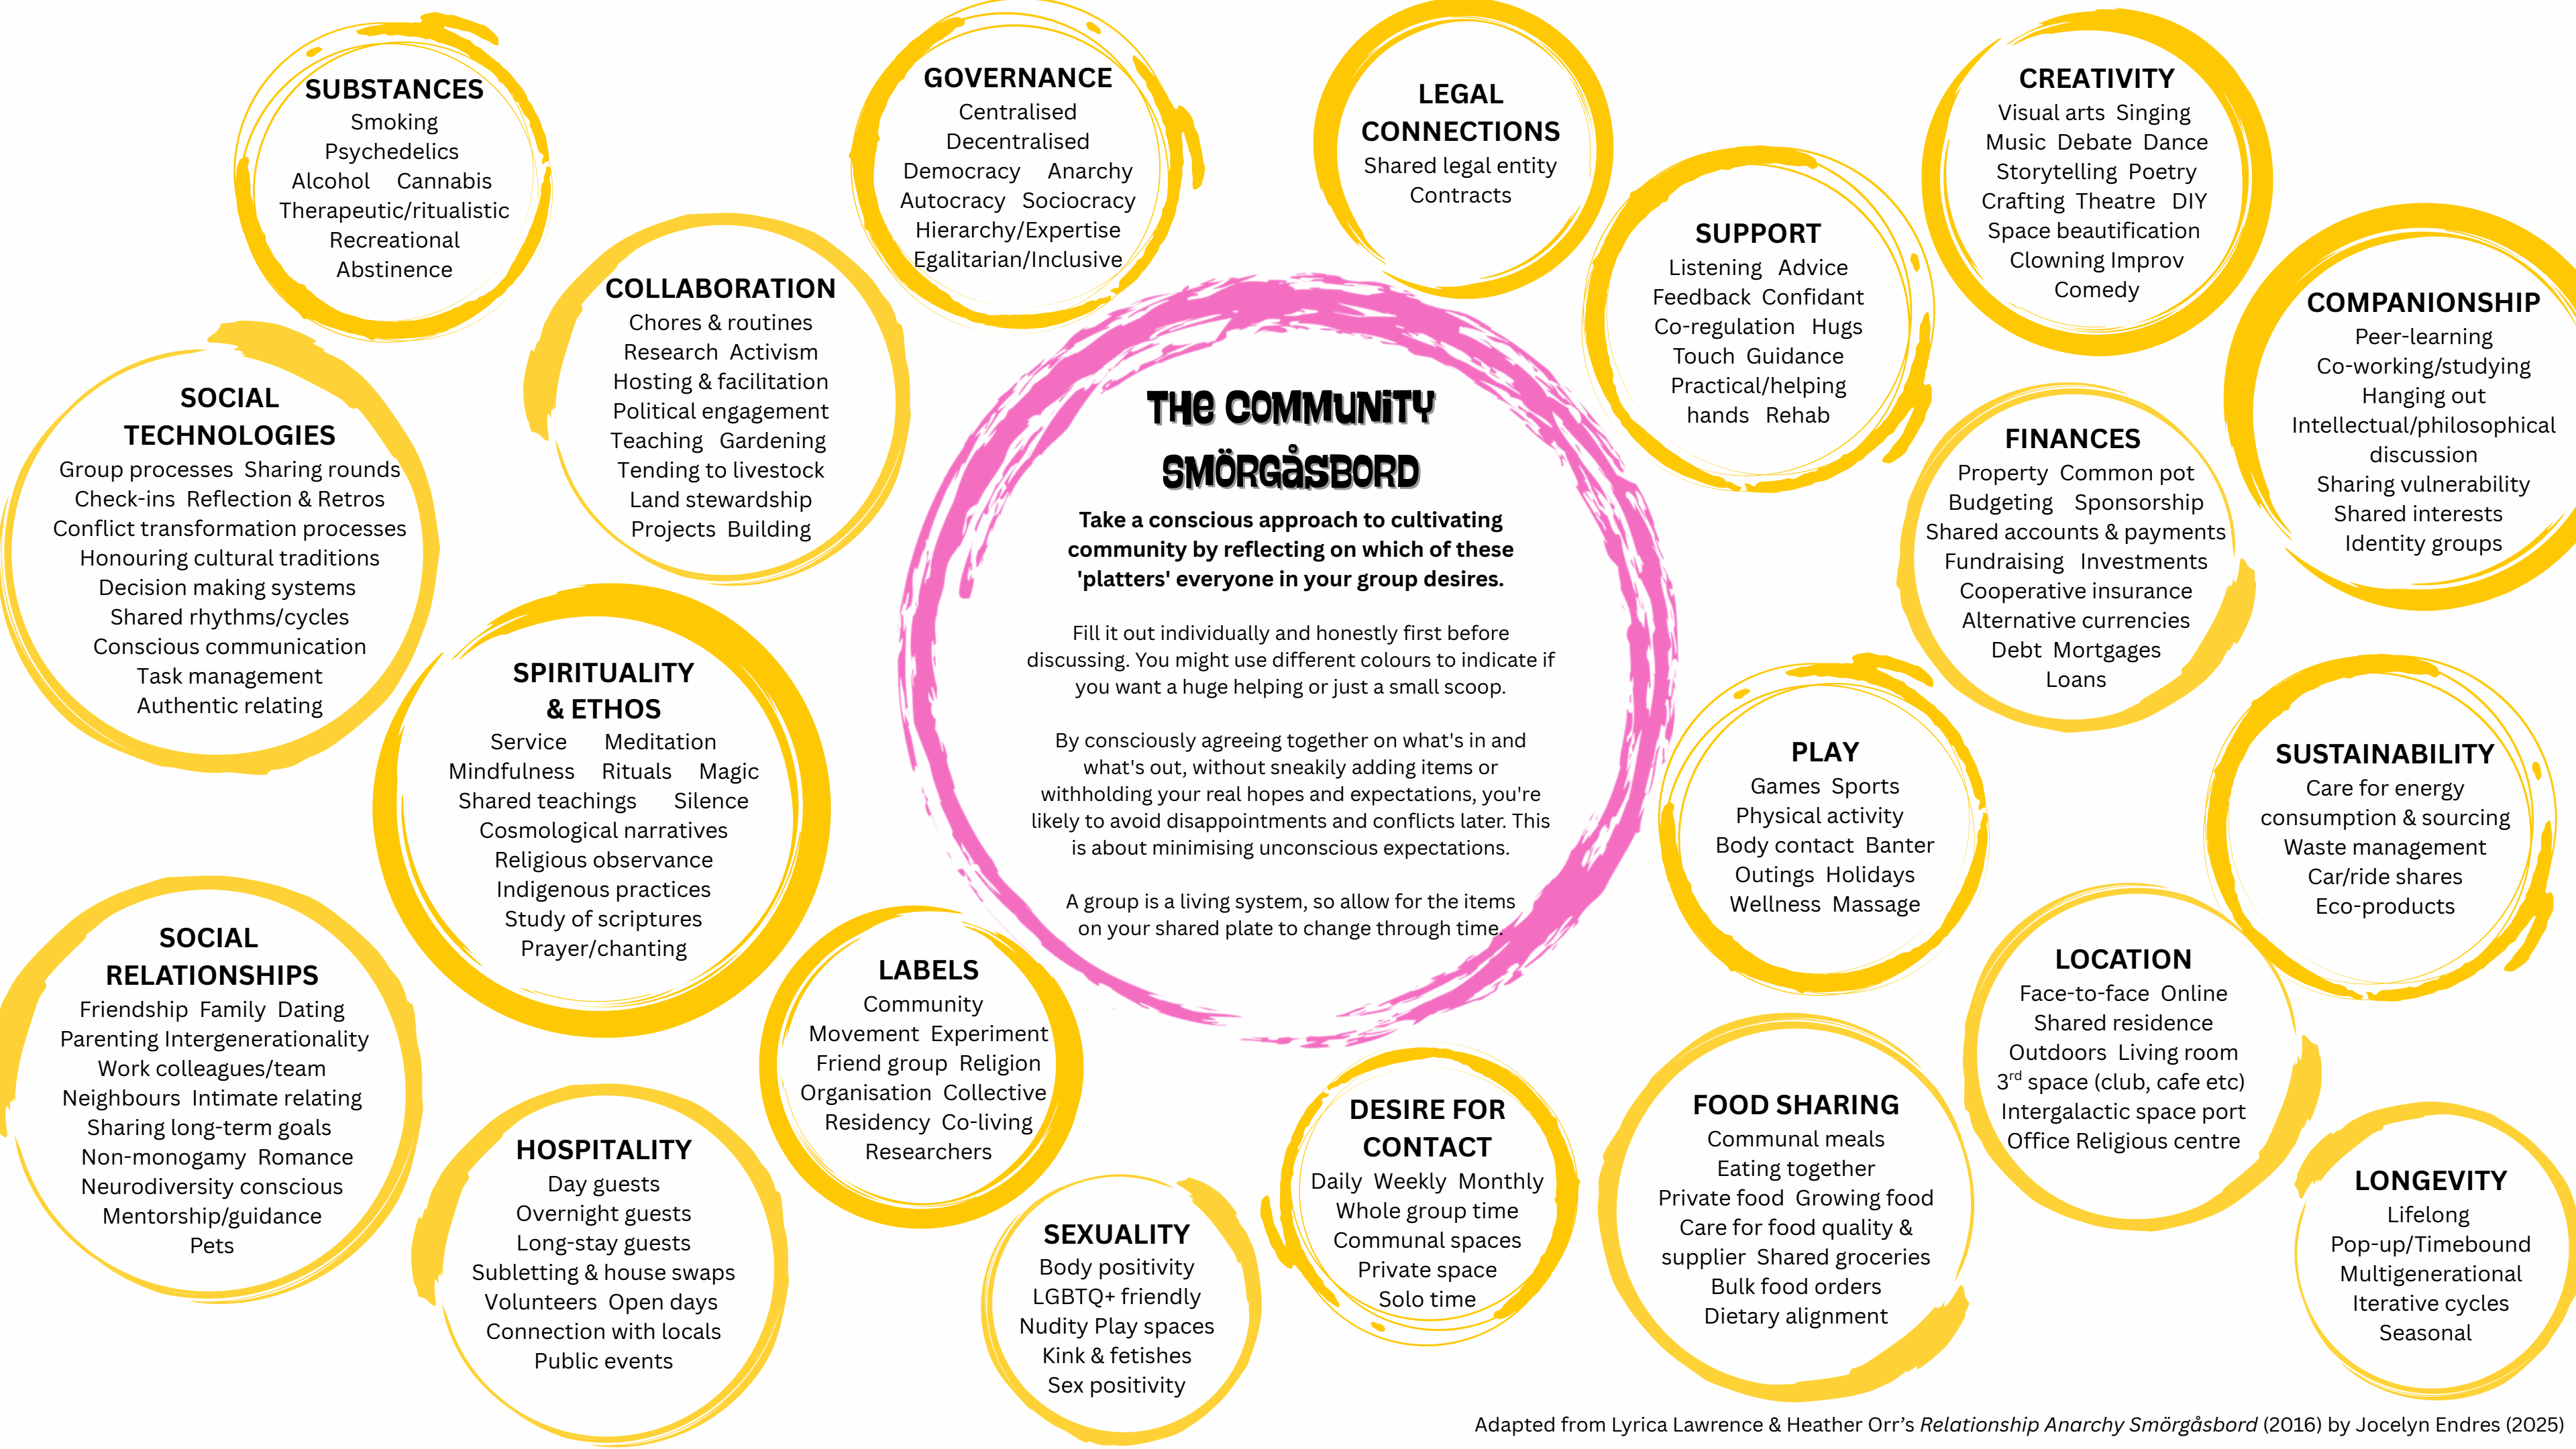 SUBSTANCES
Smoking
Psychedelics
Alcohol Cannabis
Therapeutic/ritualistic
Recreational
Abstinence
GOVERNANCE
Centralised
Decentralised
Democracy Anarchy
Autocracy Sociocracy
Hierarchy/Expertise
Egalitarian/Inclusive
LEGAL
CONNECTIONS
Shared legal entity
Contracts
CREATIVITY
Visual arts Singing
Music Debate Dance
Storytelling Poetry
Crafting Theatre DIY
Space beautification
Clowning Improv
Comedy
COLLABORATION
Chores & routines
Research Activism
Hosting & facilitation
Political engagement
Teaching Gardening
Tending to livestock
Land stewardship
Projects Building
SUPPORT
Listening Advice
Feedback Confidant
Co-regulation Hugs
Touch Guidance
Practical/helping
hands Rehab
COMPANIONSHIP
Peer-learning
Co-working/studying
Hanging out
Intellectual/philosophical
discussion
Sharing vulnerability
Shared interests
Identity groups
SOCIAL
TECHNOLOGIES
Group processes Sharing rounds
Check-ins Reflection & Retros
Conflict transformation processes
Honouring cultural traditions
Decision making systems
Shared rhythms/cycles
Conscious communication
Task management
Authentic relating
THE COMMUNITY
SMÖRGÅSBORD
Take a conscious approach to cultivating
community by reflecting on which of these
'platters' everyone in your group desires.
Fill it out individually and honestly first before
discussing. You might use different colours to indicate if
you want a huge helping or just a small scoop.
By consciously agreeing together on what's in and
what's out, without sneakily adding items or
withholding your real hopes and expectations, you're
likely to avoid disappointments and conflicts later. This
is about minimising unconscious expectations.
A group is a living system, so allow for the items
on your shared plate to change through time.
FINANCES
Property Common pot
Budgeting Sponsorship
Shared accounts & payments
Fundraising Investments
Cooperative insurance
Alternative currencies
Debt Mortgages
Loans
SPIRITUALITY
& ETHOS
Service Meditation
Mindfulness Rituals Magic
Shared teachings Silence
Cosmological narratives
Religious observance
Indigenous practices
Study of scriptures
Prayer/chanting
PLAY
Games Sports
Physical activity
Body contact Banter
Outings Holidays
Wellness Massage
SUSTAINABILITY
Care for energy
consumption & sourcing
Waste management
Car/ride shares
Eco-products
SOCIAL
RELATIONSHIPS
Friendship Family Dating
Parenting Intergenerationality
Work colleagues/team
Neighbours Intimate relating
Sharing long-term goals
Non-monogamy Romance
Neurodiversity conscious
Mentorship/guidance
Pets
LABELS
Community
Movement Experiment
Friend group Religion
Organisation Collective
Residency Co-living
Researchers
LOCATION
Face-to-face Online
Shared residence
Outdoors Living room
3rd space (club, cafe etc)
Intergalactic space port
Office Religious centre
HOSPITALITY
Day guests
Overnight guests
Long-stay guests
Subletting & house swaps
Volunteers Open days
Connection with locals
Public events
SEXUALITY
Body positivity
LGBTQ+ friendly
Nudity Play spaces
Kink & fetishes
Sex positivity
DESIRE FOR
CONTACT
Daily Weekly Monthly
Whole group time
Communal spaces
Private space
Solo time
FOOD SHARING
Communal meals
Eating together
Private food Growing food
Care for food quality &
supplier Shared groceries
Bulk food orders
Dietary alignment
LONGEVITY
Lifelong
Pop-up/Timebound
Multigenerational
Iterative cycles
Seasonal
Adapted from Lyrica Lawrence & Heather Orr's Relationship Anarchy Smörgåsbord (2016) by Jocelyn Endres (2025)